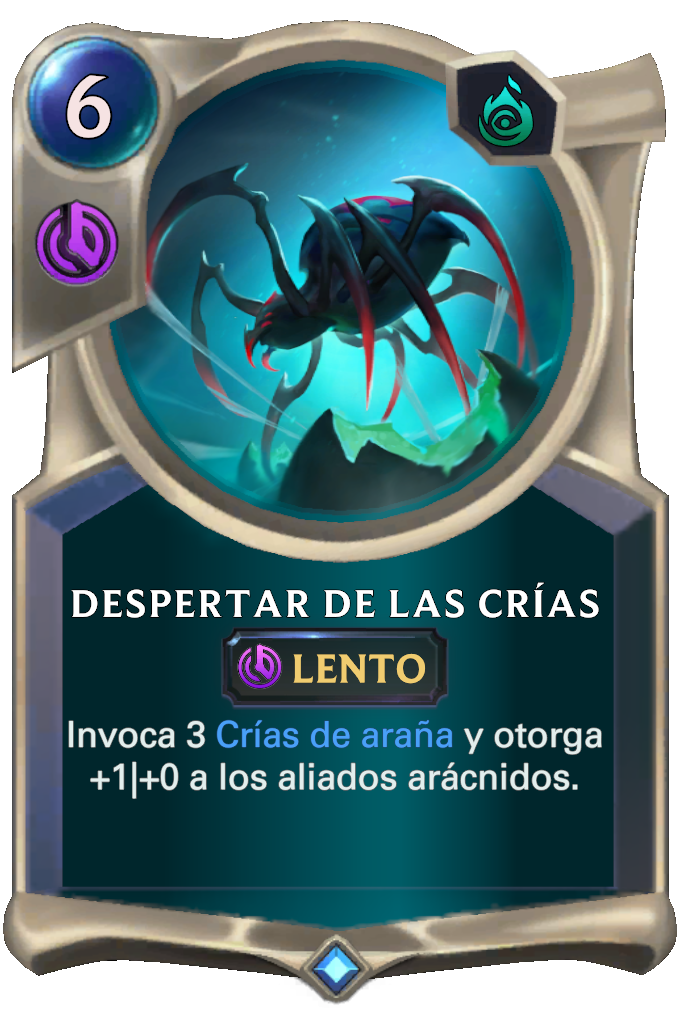 6
DESPERTAR DE LAS CRÍAS
LENTO
Invoca 3 Crías de araña y otorga
+1|+0 a los aliados arácnidos.